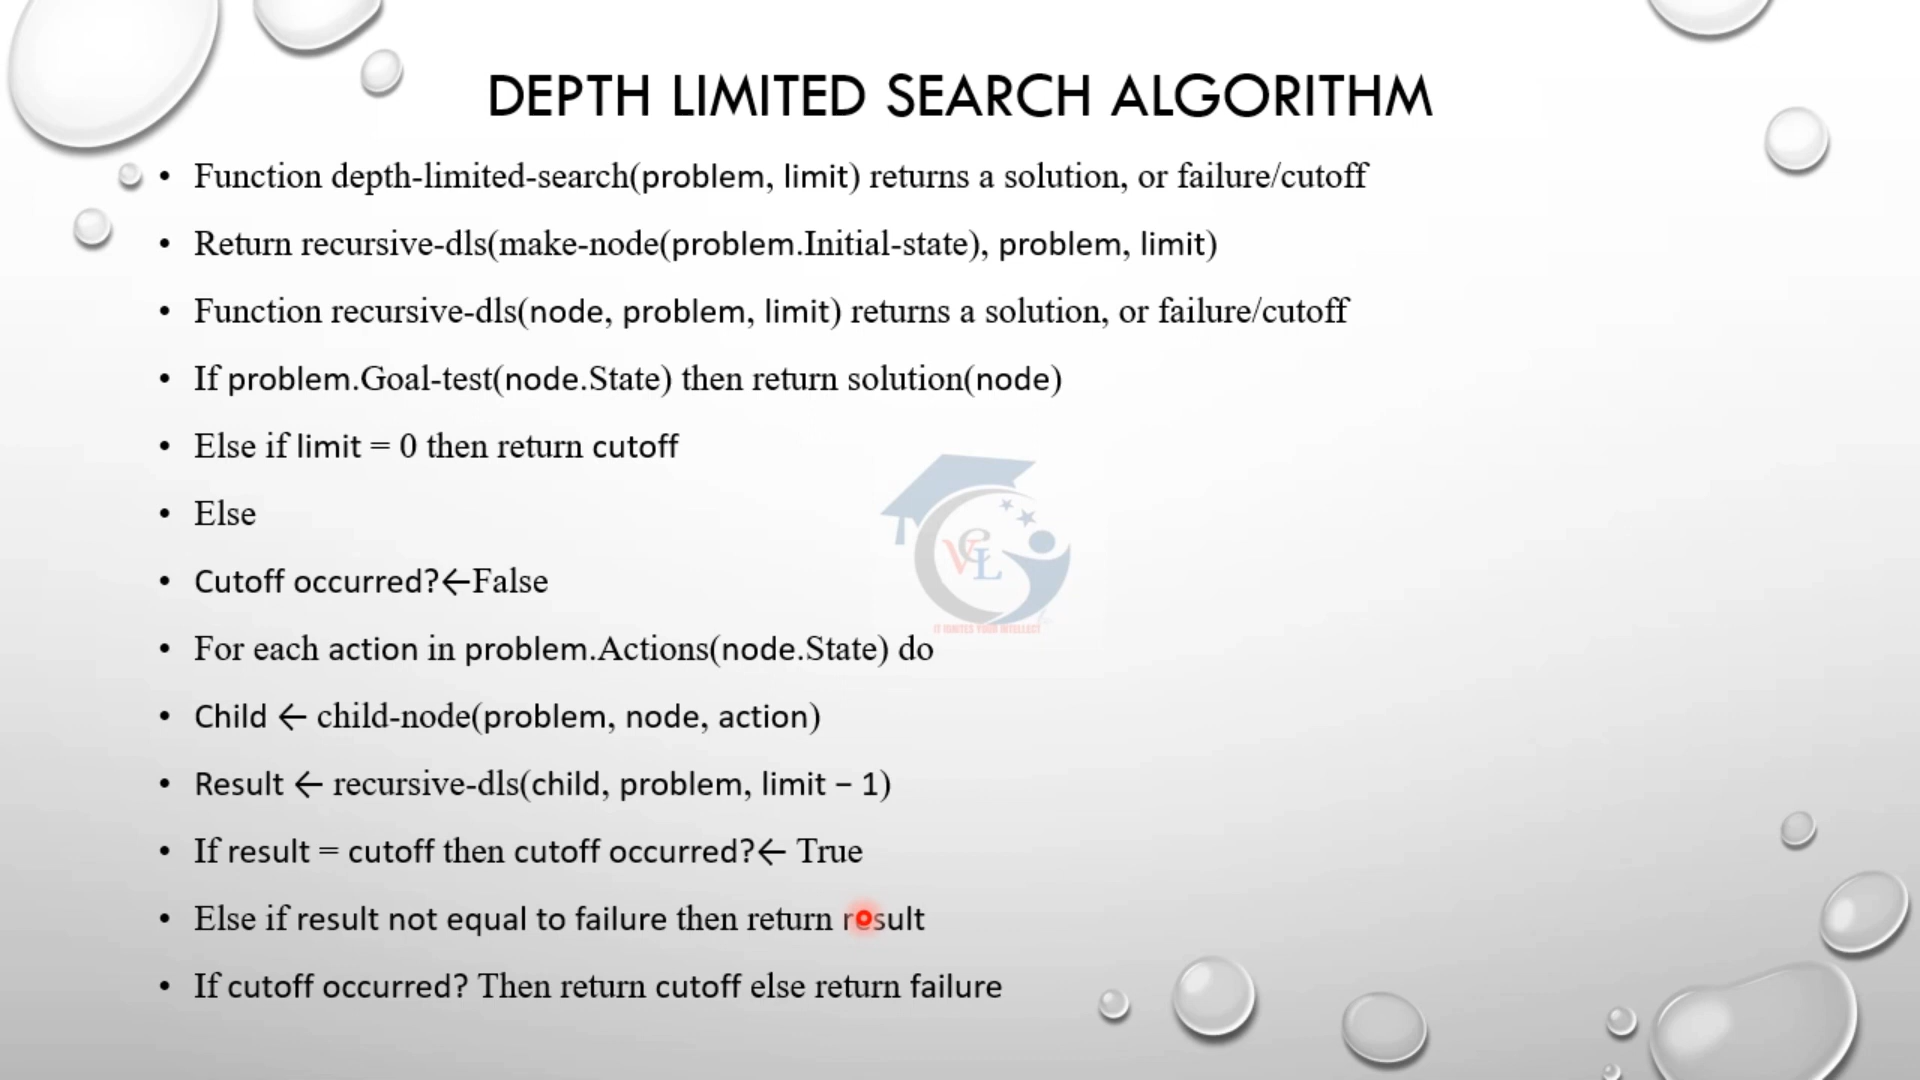 DEPTH LIMITED SEARCH ALGORITHM
• Function depth-limited-search(problem, limit) returns a solution, or failure/cutoff
• Return recursive-dls(make-node(problem.Initial-state), problem, limit)
• Function recursive-dls(node, problem, limit) returns a solution, or failure/cutoff
• If problem.Goal-test(node.State) then return solution(node)
• Else if limit = 0 then return cutoff
• Else
• Cutoff occurred?←False
• For each action in problem.Actions(node.State) do
• Child ← child-node(problem, node, action)
• Result ← recursive-dls(child, problem, limit − 1)
• If result = cutoff then cutoff occurred?← True
• Else if result not equal to failure then return result
• If cutoff occurred? Then return cutoff else return failure
VCL
IT IGNITES YOUR INTELLECT